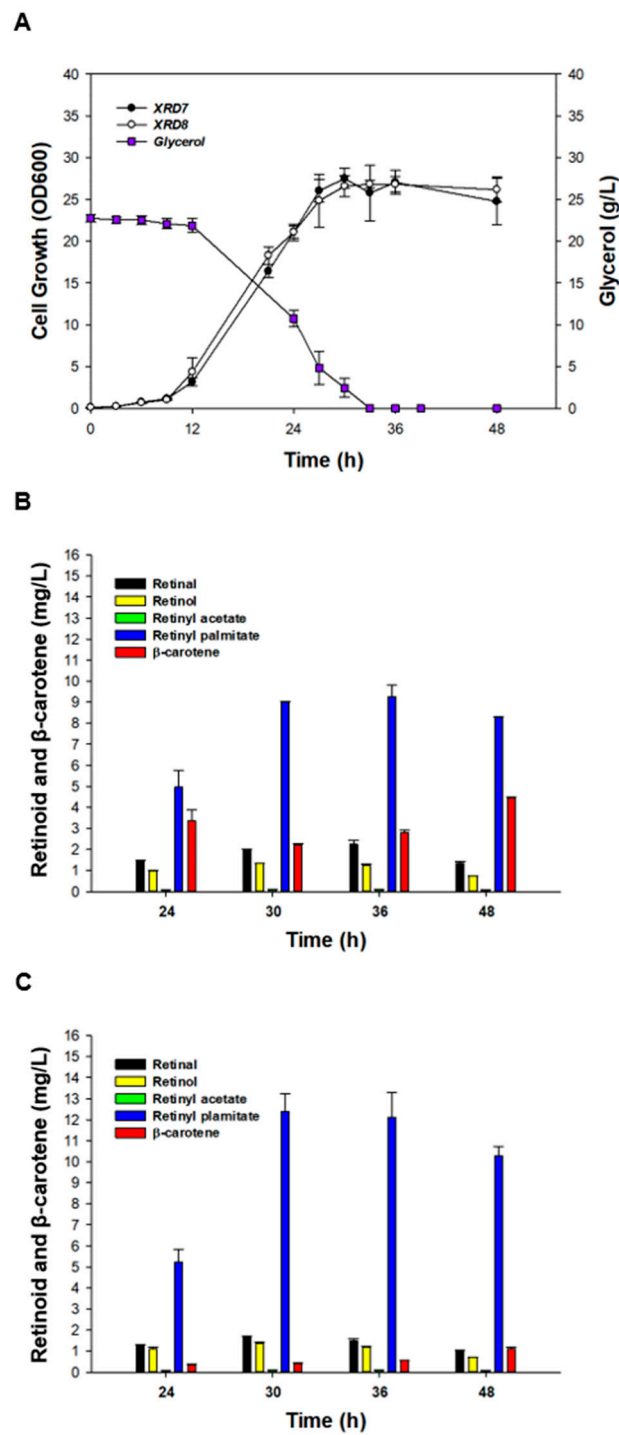 A
Cell Growth (OD600)
40
35
30
25
20
15
10
5
0
XRD7
XRD8
Glycerol
40
35
30
25
20
15
10
5
0
Glycerol (g/L)
0 12 24 36 48
Time (h)
B
Retinoid and β-carotene (mg/L)
16
15
14
13
12
11
10
9
8
7
6
5
4
3
2
1
0
Retinal
Retinol
Retinyl acetate
Retinyl palmitate
β-carotene
24 30 36 48
Time (h)
C
Retinoid and β-carotene (mg/L)
16
15
14
13
12
11
10
9
8
7
6
5
4
3
2
1
0
Retinal
Retinol
Retinyl acetate
Retinyl plamitate
β-carotene
24 30 36 48
Time (h)